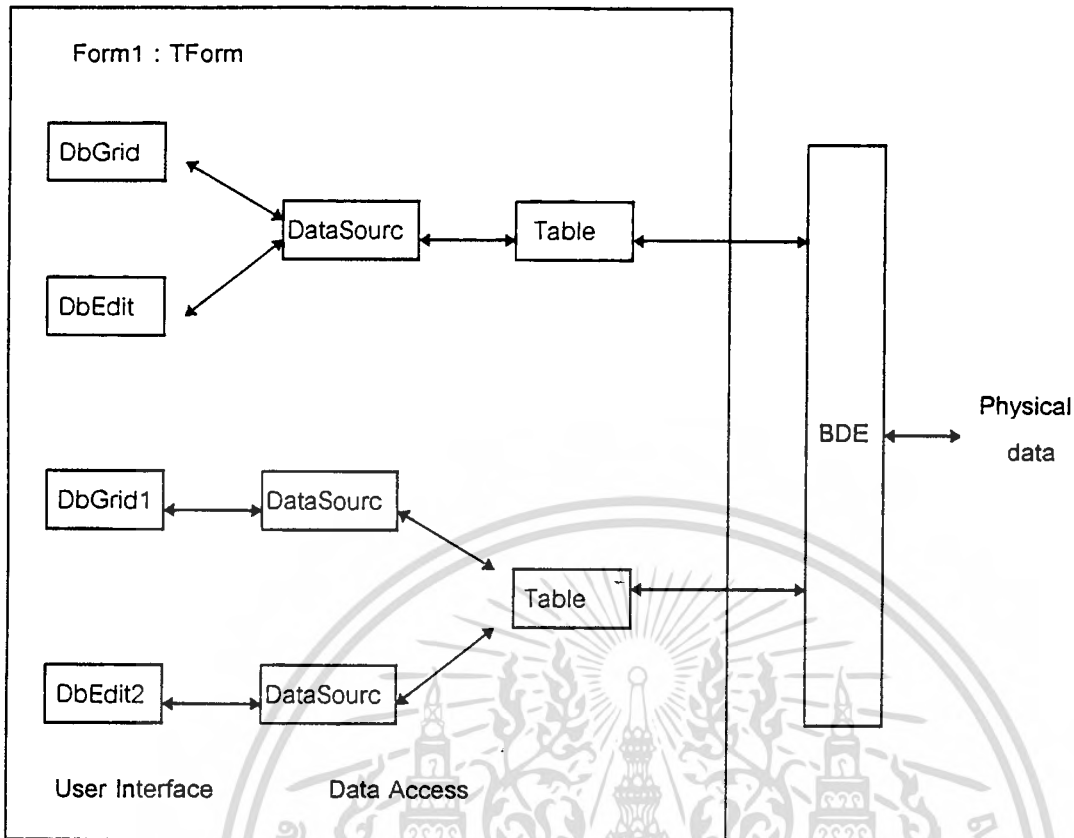 Form1 : TForm
DbGrid
DataSourc
Table
DbEdit
Physical
data
BDE
DbGrid1
DataSourc
Table
DbEdit2
DataSourc
User Interface
Data Access